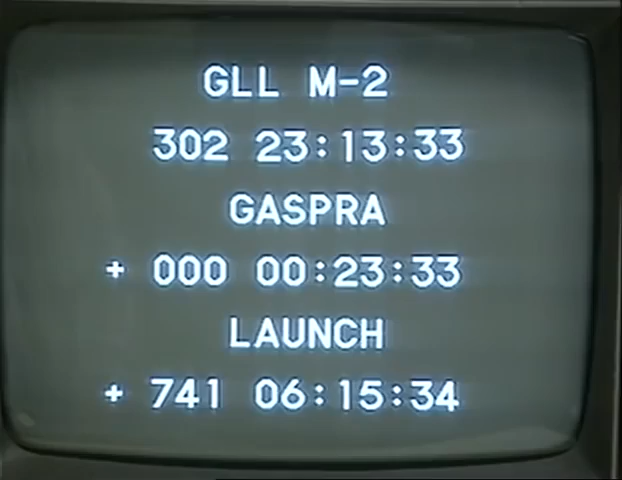 GLL M-2
302 23:13:33
GASPRA
+ 000 00:23:33
LAUNCH
+ 741 06:15:34